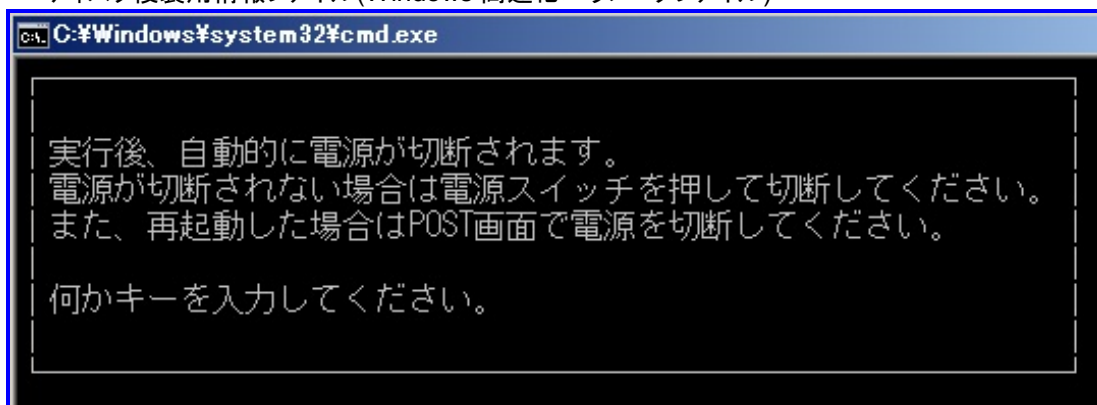 C:¥Windows¥system32¥cmd.exe
実行後、自動的に電源が切断されます。
電源が切断されない場合は電源スイッチを押して切断してください。
また、再起動した場合はPOST画面で電源を切断してください。
何かキーを入力してください。